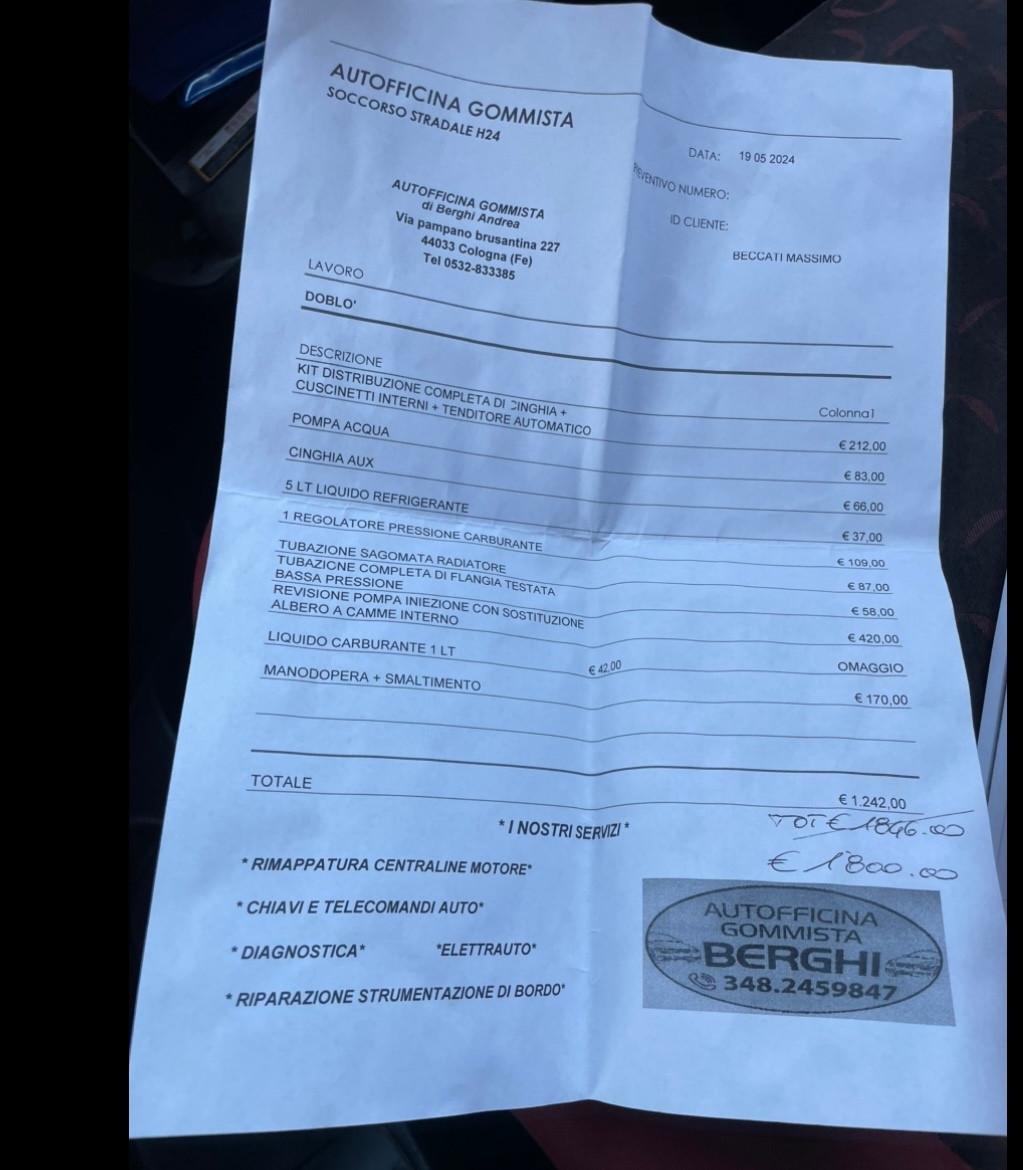 AUTOFFICINA GOMMISTA
SOCCORSO STRADALE H24
DATA: 19 05 2024
PREVENTIVO NUMERO:
ID CLIENTE:
BECCATI MASSIMO
AUTOFFICINA GOMMISTA
di Berghi Andrea
Via pampano brusantina 227
44033 Cologna (Fe)
Tel 0532-833385
LAVORO
DOBLO'
DESCRIZIONE Colonna1
KIT DISTRIBUZIONE COMPLETA DI CINGHIA +
CUSCINETTI INTERNI + TENDITORE AUTOMATICO € 212,00
POMPA ACQUA € 83,00
CINGHIA AUX € 66,00
5 LT LIQUIDO REFRIGERANTE € 37,00
1 REGOLATORE PRESSIONE CARBURANTE € 109,00
TUBAZIONE SAGOMATA RADIATORE € 87,00
TUBAZIONE COMPLETA DI FLANGIA TESTATA
BASSA PRESSIONE € 58,00
REVISIONE POMPA INIEZIONE CON SOSTITUZIONE
ALBERO A CAMME INTERNO € 420,00
LIQUIDO CARBURANTE 1 LT € 42,00 OMAGGIO
MANODOPERA + SMALTIMENTO € 170,00
TOTALE € 1.242,00
TOT € 1846.00
€ 1'800.00
* I NOSTRI SERVIZI *
* RIMAPPATURA CENTRALINE MOTORE*
* CHIAVI E TELECOMANDI AUTO*
* DIAGNOSTICA* *ELETTRAUTO*
* RIPARAZIONE STRUMENTAZIONE DI BORDO*
AUTOFFICINA
GOMMISTA
BERGHI
348.2459847